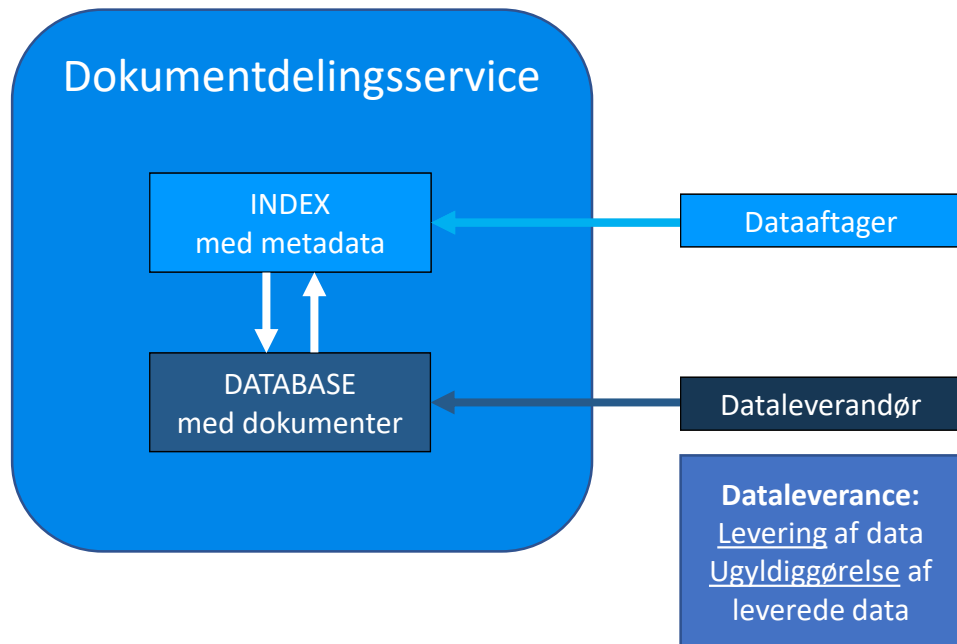 Dokumentdelingsservice
INDEX
med metadata
Dataaftager
DATABASE
med dokumenter
Dataleverandør
Dataleverance:
Levering af data
Ugyldiggørelse af
leverede data